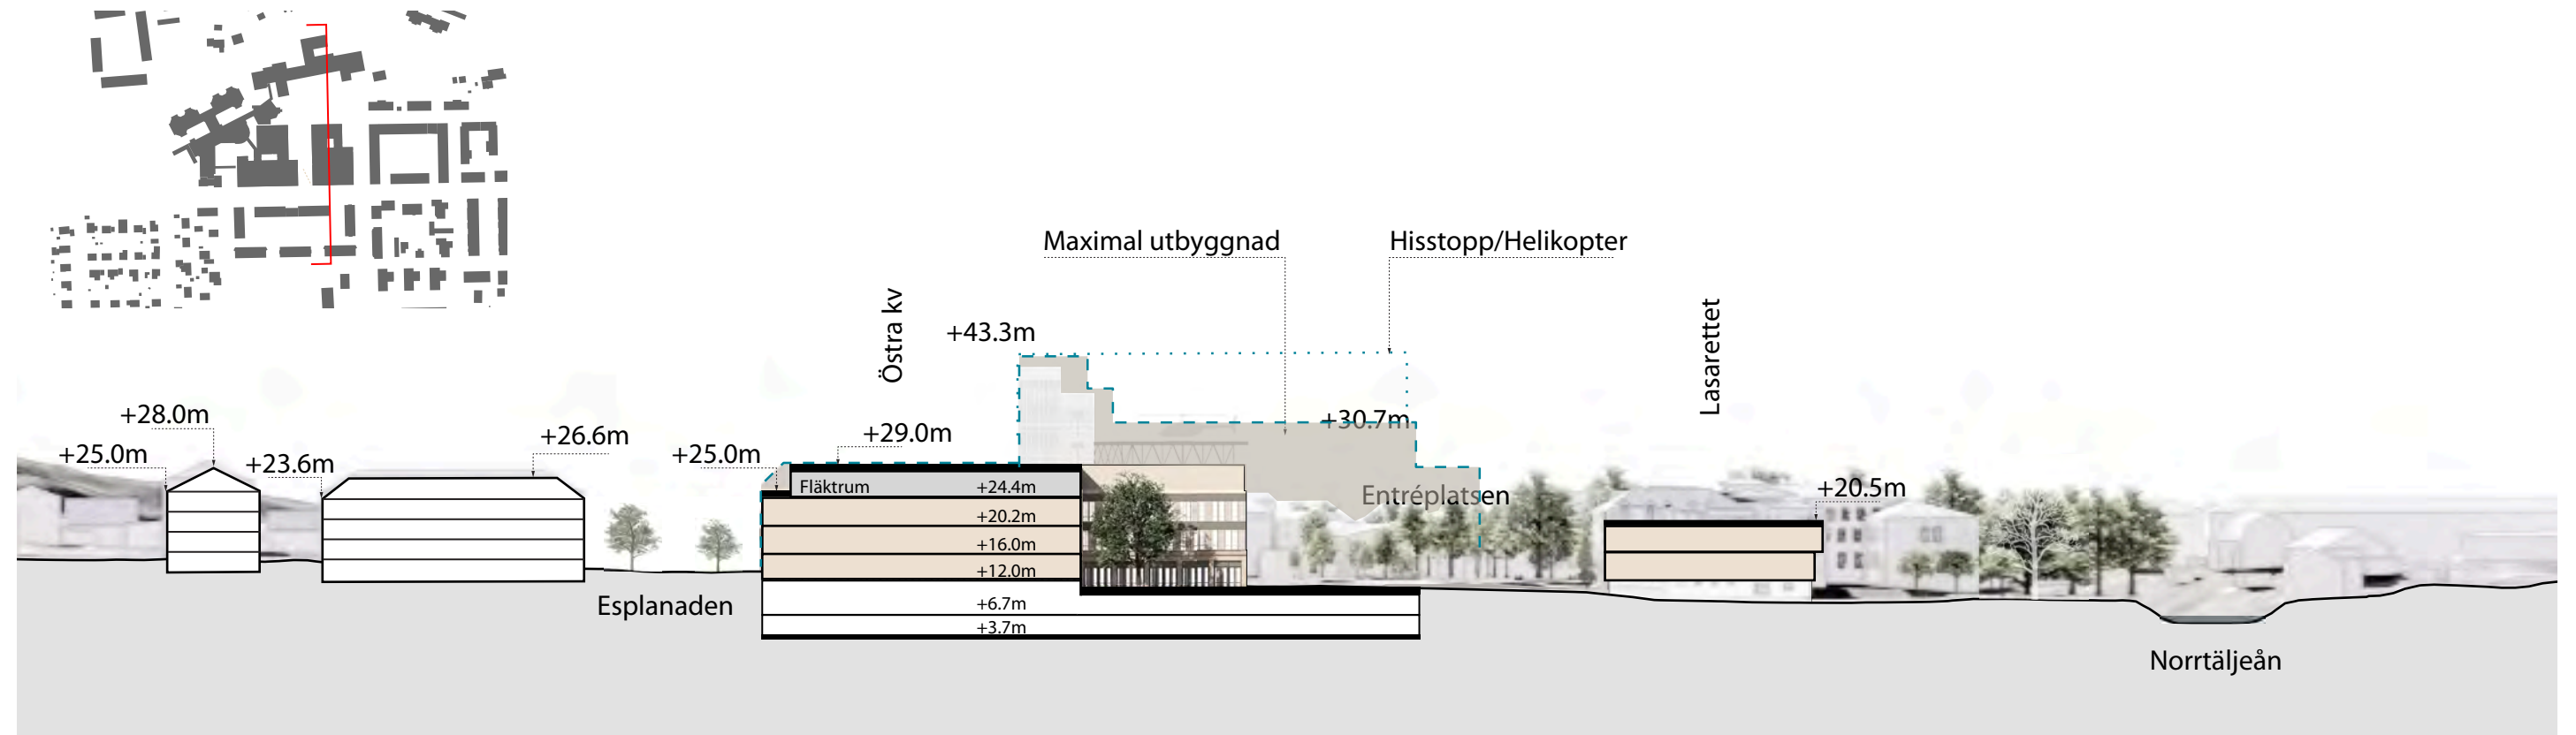 Maximal utbyggnad
Hisstopp/Helikopter
Östra kv
Lasarettet
+43.3m
+28.0m
+30.7m
+26.6m
+29.0m
+25.0m
+23.6m
+25.0m
Fläktrum
+24.4m
Entréplatsen
+20.5m
+20.2m
+16.0m
+12.0m
Esplanaden
+6.7m
+3.7m
Norrtäljeån